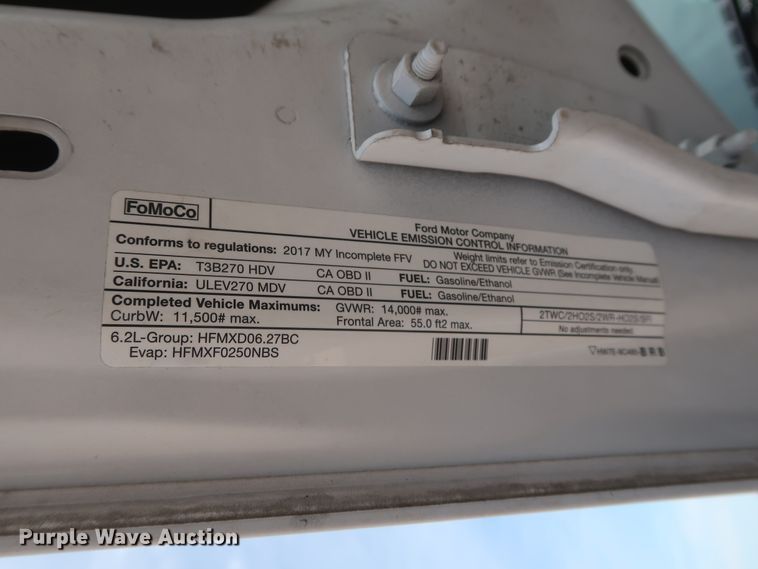 FoMoCo
Ford Motor Company
VEHICLE EMISSION CONTROL INFORMATION
Conforms to regulations: 2017 MY Incomplete FFV
Weight limits refer to Emission Certification only.
DO NOT EXCEED VEHICLE GVWR (See Incomplete Vehicle Manual)
U.S. EPA: T3B270 HDV CA OBD II FUEL: Gasoline/Ethanol
California: ULEV270 MDV CA OBD II FUEL: Gasoline/Ethanol
Completed Vehicle Maximums: GVWR: 14,000# max.
CurbW: 11,500# max. Frontal Area: 55.0 ft2 max.
2TWC/2HO2S/2WR-HO2S/SFI
No adjustments needed.
6.2L-Group: HFMXD06.27BC
Evap: HFMXF0250NBS
Purple Wave Auction